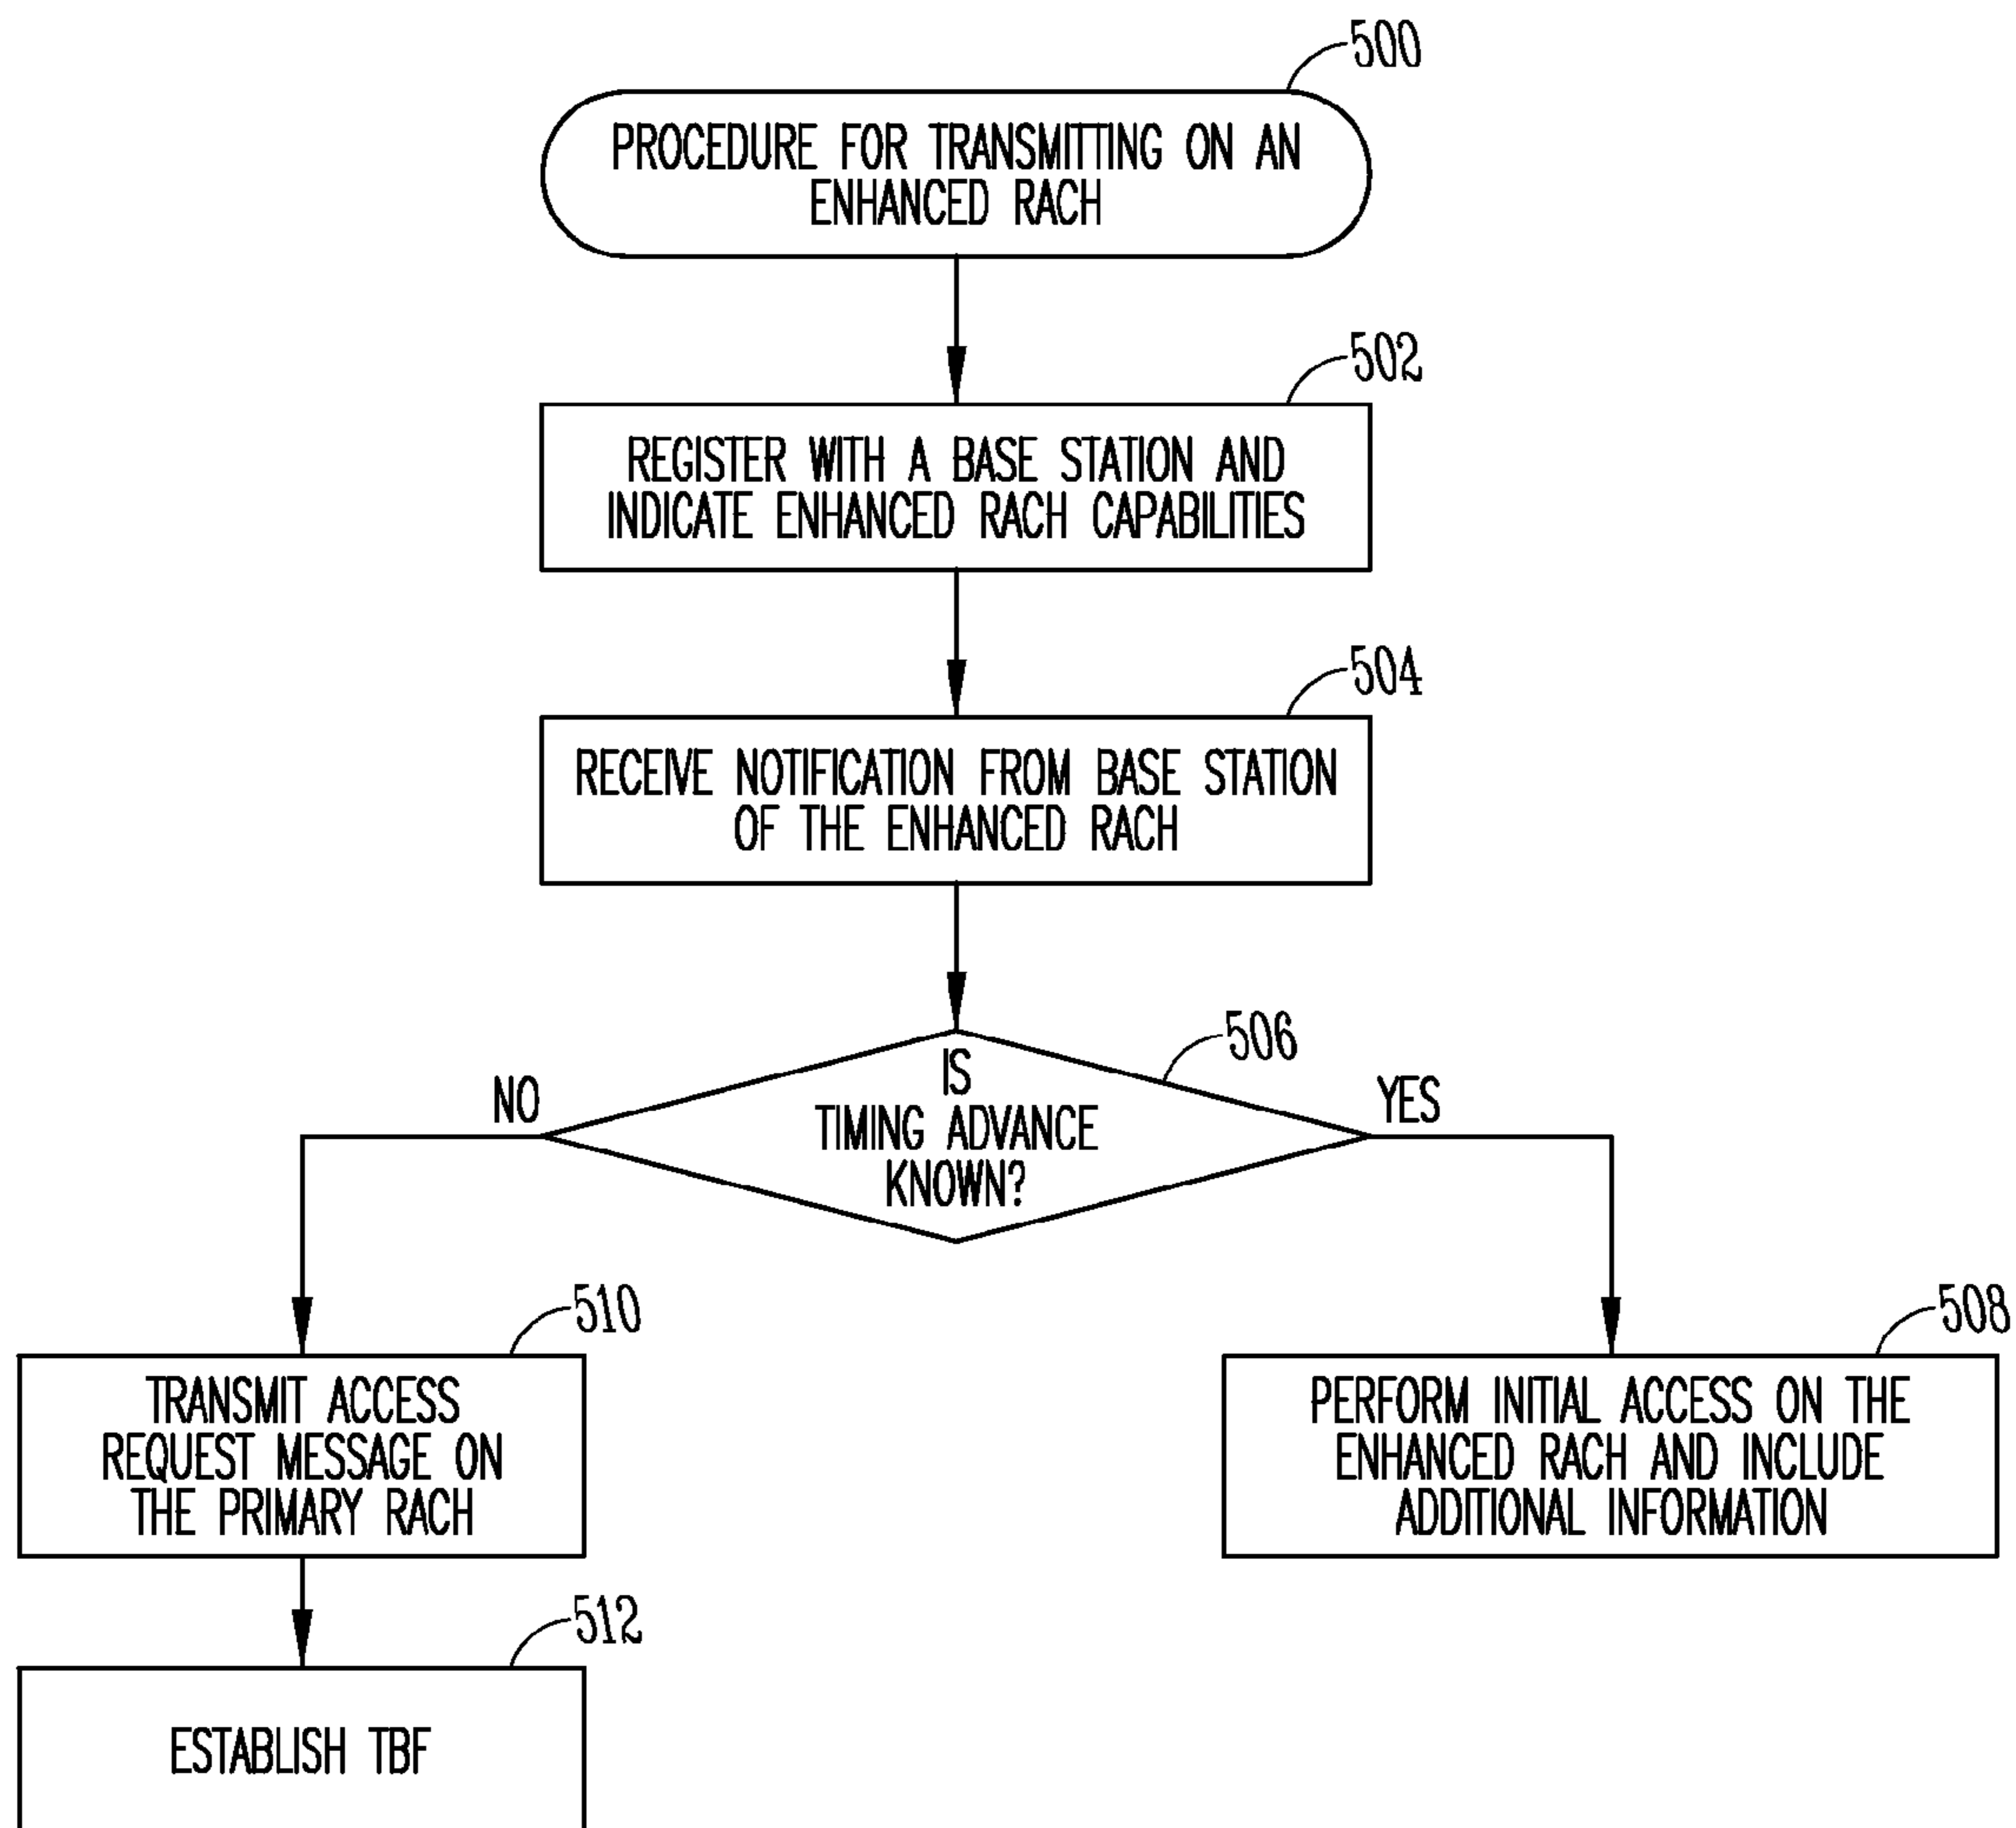 500
PROCEDURE FOR TRANSMITTING ON AN
ENHANCED RACH
502
REGISTER WITH A BASE STATION AND
INDICATE ENHANCED RACH CAPABILITIES
504
RECEIVE NOTIFICATION FROM BASE STATION
OF THE ENHANCED RACH
506
IS
TIMING ADVANCE
KNOWN?
NO
YES
510
TRANSMIT ACCESS
REQUEST MESSAGE ON
THE PRIMARY RACH
508
PERFORM INITIAL ACCESS ON THE
ENHANCED RACH AND INCLUDE
ADDITIONAL INFORMATION
512
ESTABLISH TBF